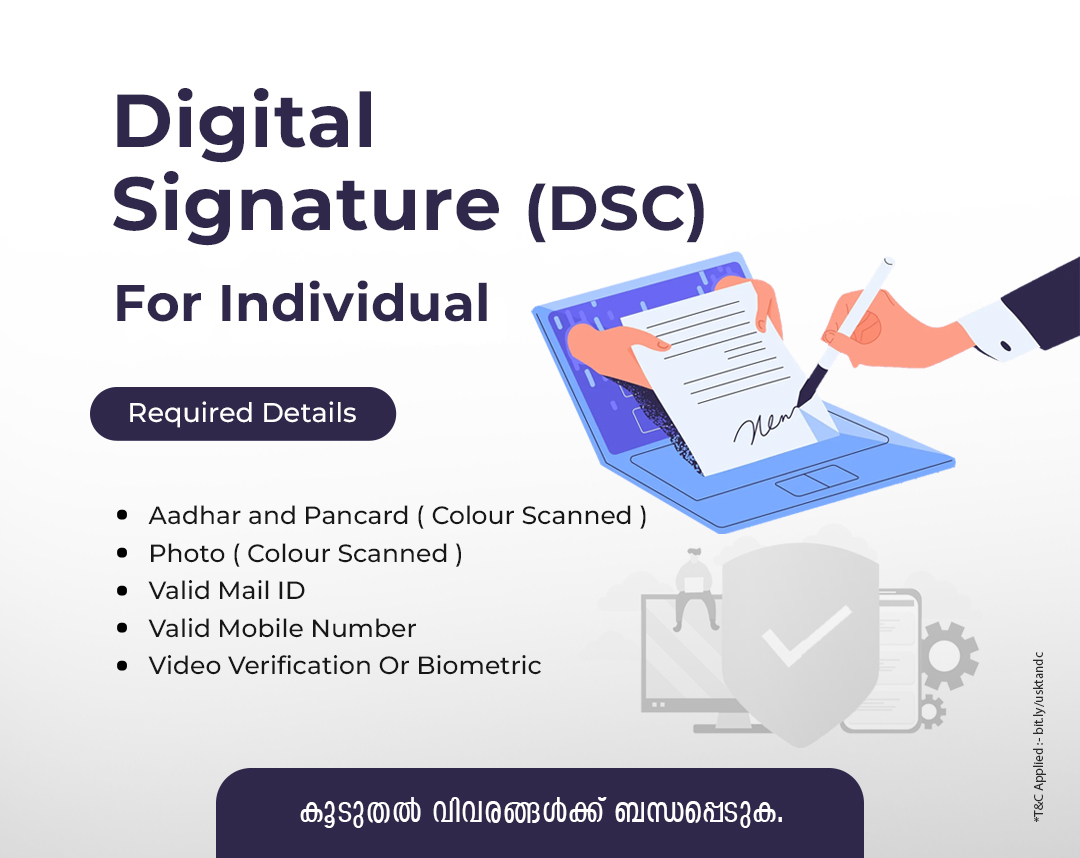 Digital
Signature (DSC)
For Individual
Required Details
Aadhar and Pancard ( Colour Scanned )
Photo ( Colour Scanned )
Valid Mail ID
Valid Mobile Number
Video Verification Or Biometric
*T&C Applied :- bit.ly/usktandc
കൂടുതൽ വിവരങ്ങൾക്ക് ബന്ധപ്പെടുക.